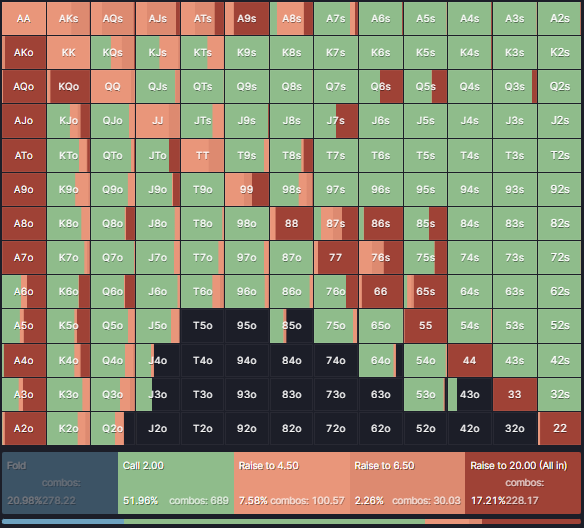 AA AKs AQs AJs ATs A9s A8s A7s A6s A5s A4s A3s A2s
AKo KK KQs KJs KTs K9s K8s K7s K6s K5s K4s K3s K2s
AQo KQo QQ QJs QTs Q9s Q8s Q7s Q6s Q5s Q4s Q3s Q2s
AJo KJo QJo JJ JTs J9s J8s J7s J6s J5s J4s J3s J2s
ATo KTo QTo JTo TT T9s T8s T7s T6s T5s T4s T3s T2s
A9o K9o Q9o J9o T9o 99 98s 97s 96s 95s 94s 93s 92s
A8o K8o Q8o J8o T8o 98o 88 87s 86s 85s 84s 83s 82s
A7o K7o Q7o J7o T7o 97o 87o 77 76s 75s 74s 73s 72s
A6o K6o Q6o J6o T6o 96o 86o 76o 66 65s 64s 63s 62s
A5o K5o Q5o J5o T5o 95o 85o 75o 65o 55 54s 53s 52s
A4o K4o Q4o J4o T4o 94o 84o 74o 64o 54o 44 43s 42s
A3o K3o Q3o J3o T3o 93o 83o 73o 63o 53o 43o 33 32s
A2o K2o Q2o J2o T2o 92o 82o 72o 62o 52o 42o 32o 22
Fold Call 2.00 Raise to 4.50 Raise to 6.50 Raise to 20.00 (All in)
combos: combos:
20.98%278.22 51.96% combos: 689 7.58% combos: 100.57 2.26% combos: 30.03 17.21%228.17